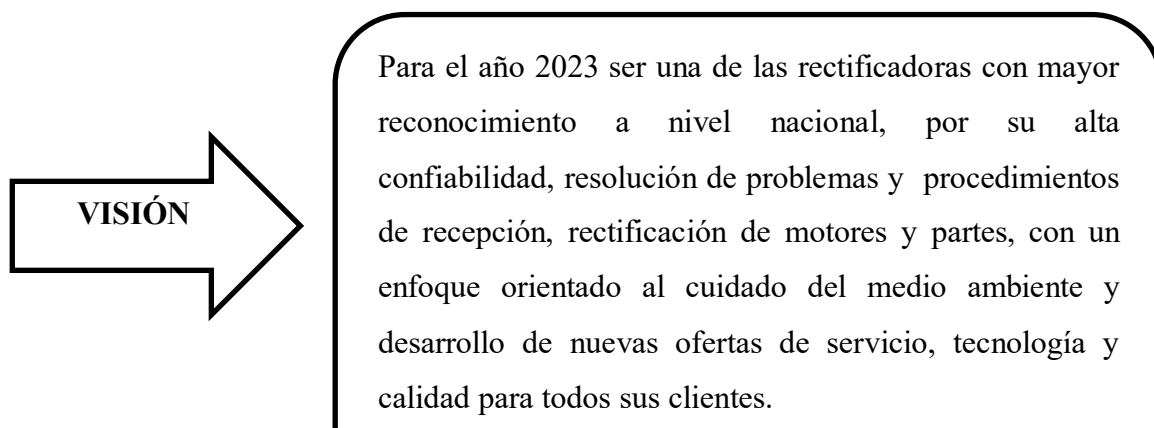 VISIÓN
Para el año 2023 ser una de las rectificadoras con mayor
reconocimiento a nivel nacional, por su alta
confiabilidad, resolución de problemas y procedimientos
de recepción, rectificación de motores y partes, con un
enfoque orientado al cuidado del medio ambiente y
desarrollo de nuevas ofertas de servicio, tecnología y
calidad para todos sus clientes.